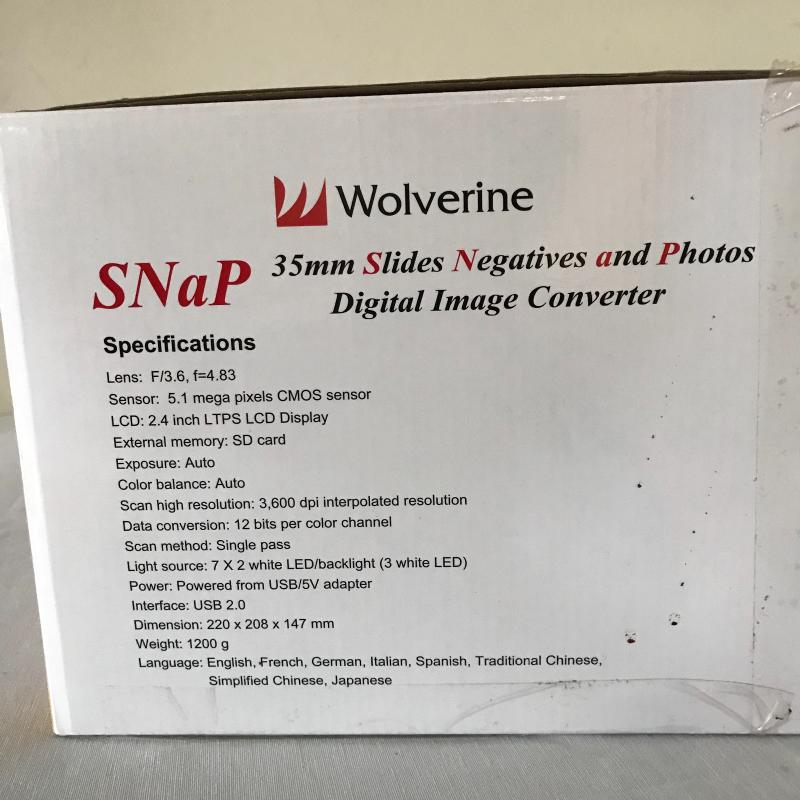 Wolverine
SNaP 35mm Slides Negatives and Photos
Digital Image Converter
Specifications
Lens: F/3.6, f=4.83
Sensor: 5.1 mega pixels CMOS sensor
LCD: 2.4 inch LTPS LCD Display
External memory: SD card
Exposure: Auto
Color balance: Auto
Scan high resolution: 3,600 dpi interpolated resolution
Data conversion: 12 bits per color channel
Scan method: Single pass
Light source: 7 X 2 white LED/backlight (3 white LED)
Power: Powered from USB/5V adapter
Interface: USB 2.0
Dimension: 220 x 208 x 147 mm
Weight: 1200 g
Language: English, French, German, Italian, Spanish, Traditional Chinese,
Simplified Chinese, Japanese